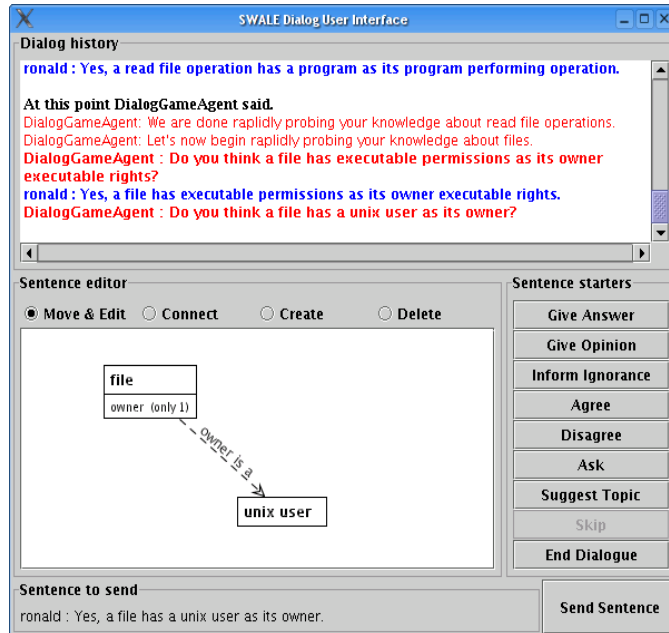 SWALE Dialog User Interface
Dialog history
ronald : Yes, a read file operation has a program as its program performing operation.
At this point DialogGameAgent said.
DialogGameAgent: We are done raplidly probing your knowledge about read file operations.
DialogGameAgent: Let's now begin raplidly probing your knowledge about files.
DialogGameAgent : Do you think a file has executable permissions as its owner
executable rights?
ronald : Yes, a file has executable permissions as its owner executable rights.
DialogGameAgent : Do you think a file has a unix user as its owner?
Sentence editor
Move & Edit
Connect
Create
Delete
file
owner (only 1)
owner is a
unix user
Sentence starters
Give Answer
Give Opinion
Inform Ignorance
Agree
Disagree
Ask
Suggest Topic
Skip
End Dialogue
Sentence to send
ronald : Yes, a file has a unix user as its owner.
Send Sentence